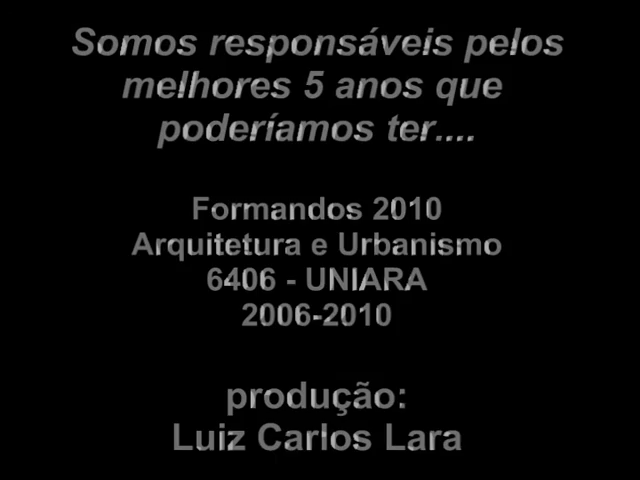 Somos responsáveis pelos
melhores 5 anos que
poderíamos ter....
Formandos 2010
Arquitetura e Urbanismo
6406 - UNIARA
2006-2010
produção:
Luiz Carlos Lara